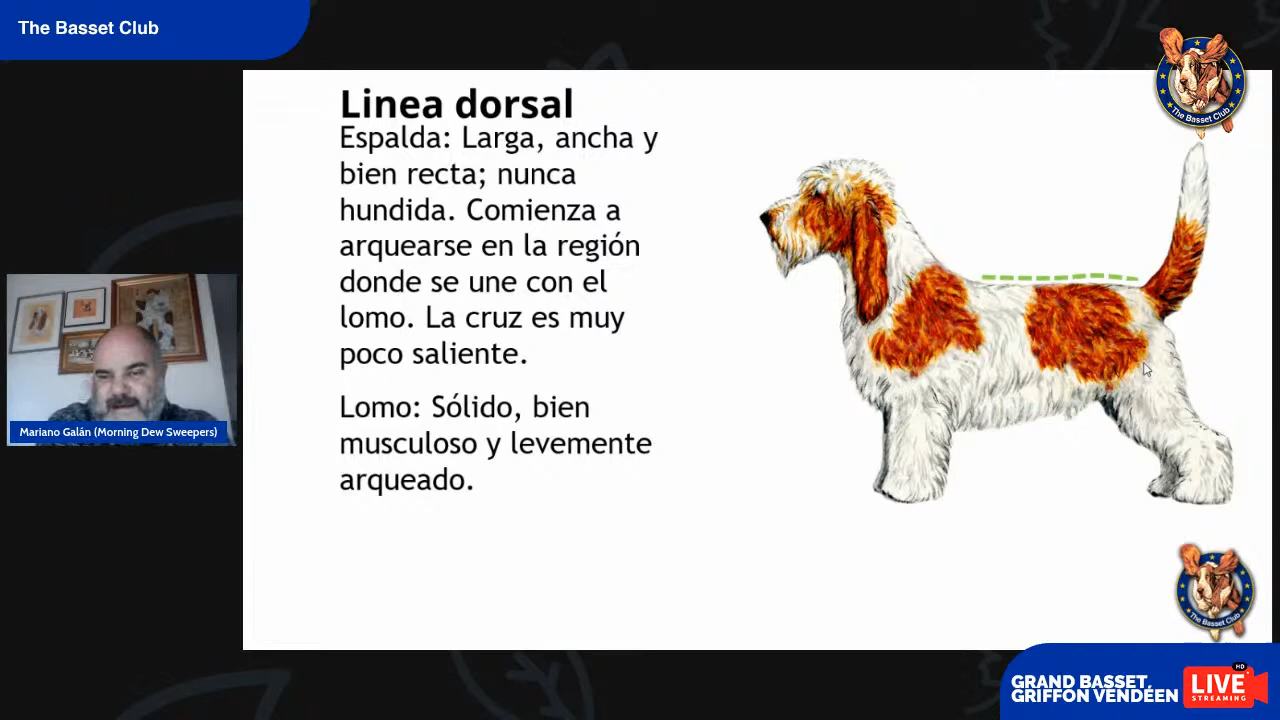 The Basset Club
Linea dorsal
Espalda: Larga, ancha y
bien recta; nunca
hundida. Comienza a
arquearse en la región
donde se une con el
lomo. La cruz es muy
poco saliente.
Lomo: Sólido, bien
musculoso y levemente
arqueado.
Mariano Galán (Morning Dew Sweepers)
The Basset Club
The Basset Club
GRAND BASSET,
GRIFFON VENDÉEN
HD
LIVE
STREAMING